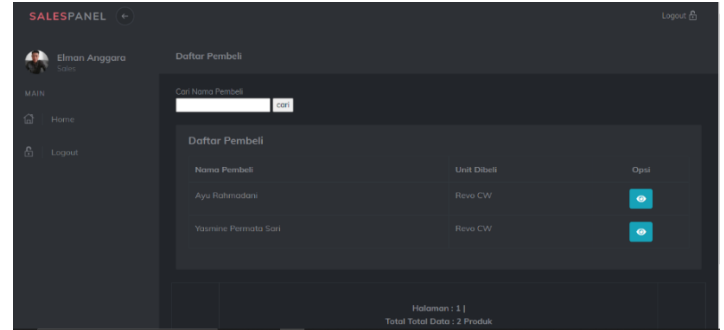 SALESPANEL
Logout
Elman Anggara
Sales
Daftar Pembeli
MAIN
Home
Logout
Cari Nama Pembeli
cari
Daftar Pembeli
Nama Pembeli Unit Dibeli Opsi
Ayu Rahmadani Revo CW
Yasmine Permata Sari Revo CW
Halaman : 1 |
Total Total Data : 2 Produk